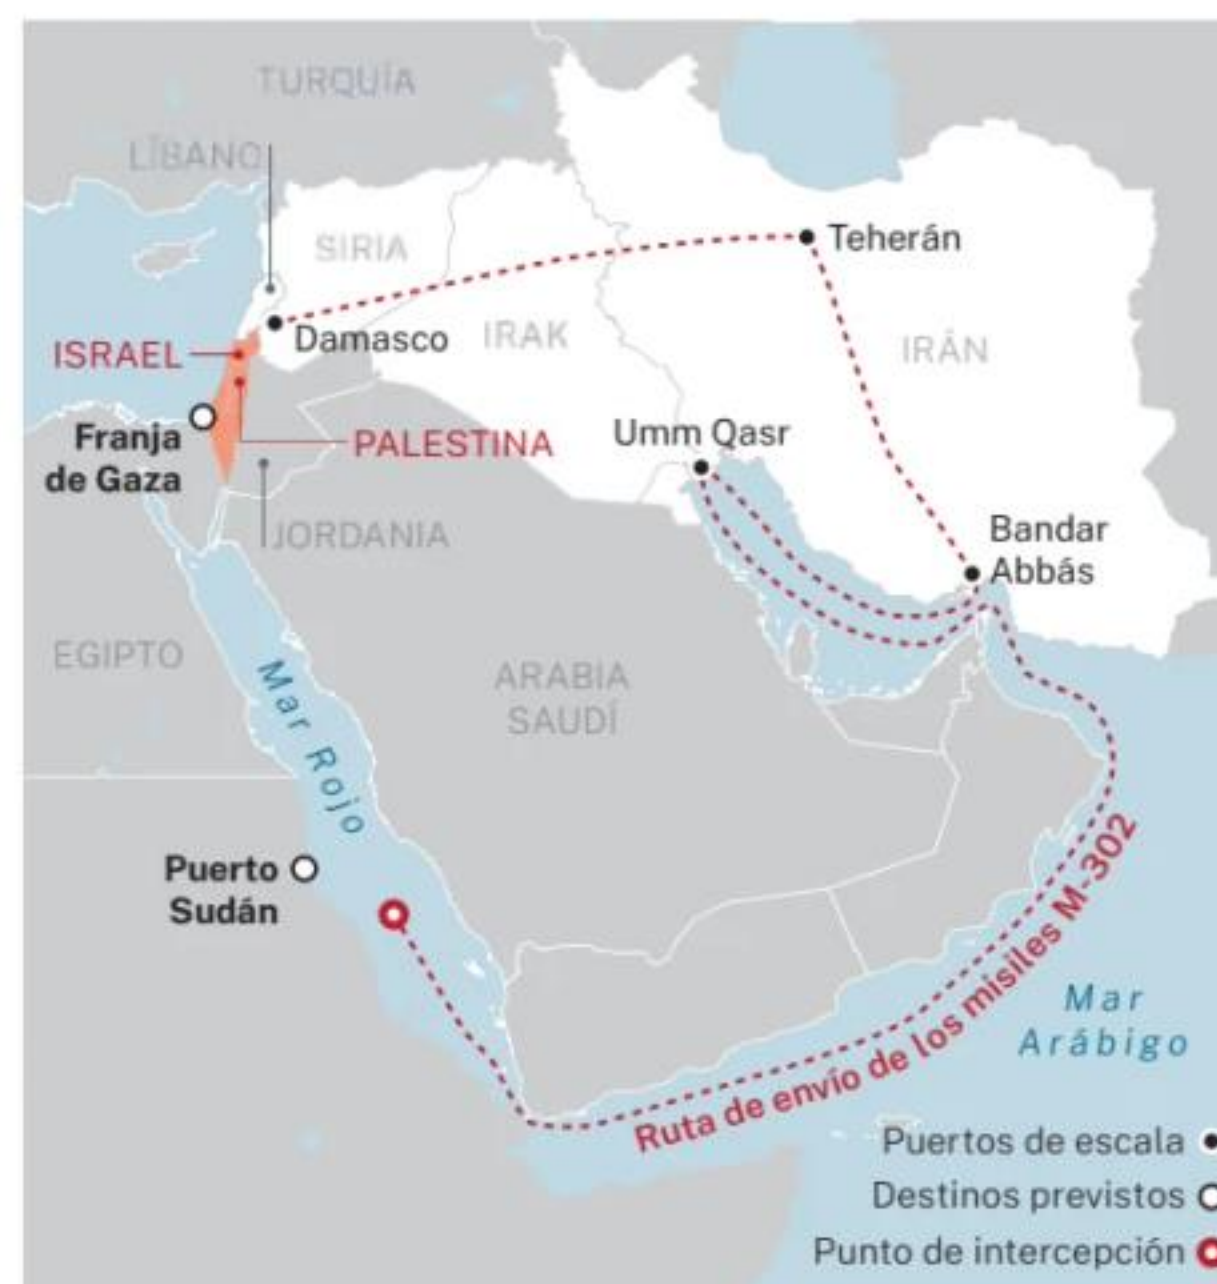 TURQUÍA
LÍBANO
SIRIA
Teherán
Damasco
IRAK
IRÁN
ISRAEL
Franja
de Gaza
PALESTINA
Umm Qasr
JORDANIA
Bandar
Abbás
EGIPTO
Mar Rojo
ARABIA
SAUDÍ
Puerto
Sudán
Ruta de envío de los misiles M-302
Mar
Arábigo
Puertos de escala
Destinos previstos
Punto de intercepción